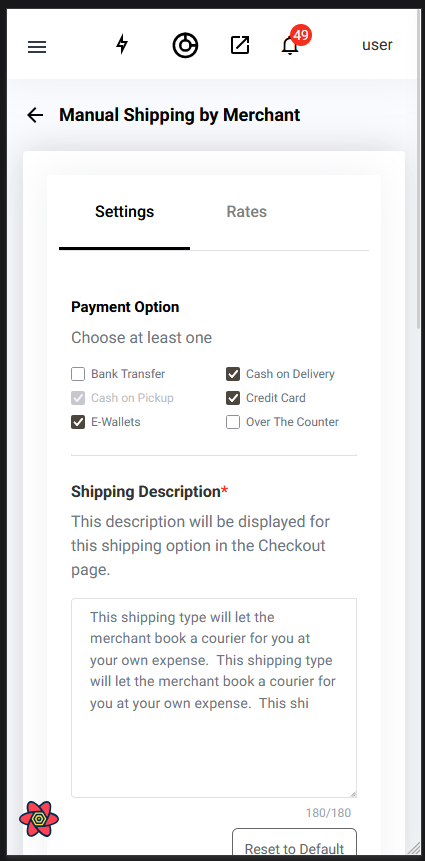 49
user
Manual Shipping by Merchant
Settings
Rates
Payment Option
Choose at least one
Bank Transfer
Cash on Delivery
Cash on Pickup
Credit Card
E-Wallets
Over The Counter
Shipping Description*
This description will be displayed for
this shipping option in the Checkout
page.
This shipping type will let the
merchant book a courier for you at
your own expense.  This shipping type
will let the merchant book a courier for
you at your own expense.  This shi
180/180
Reset to Default